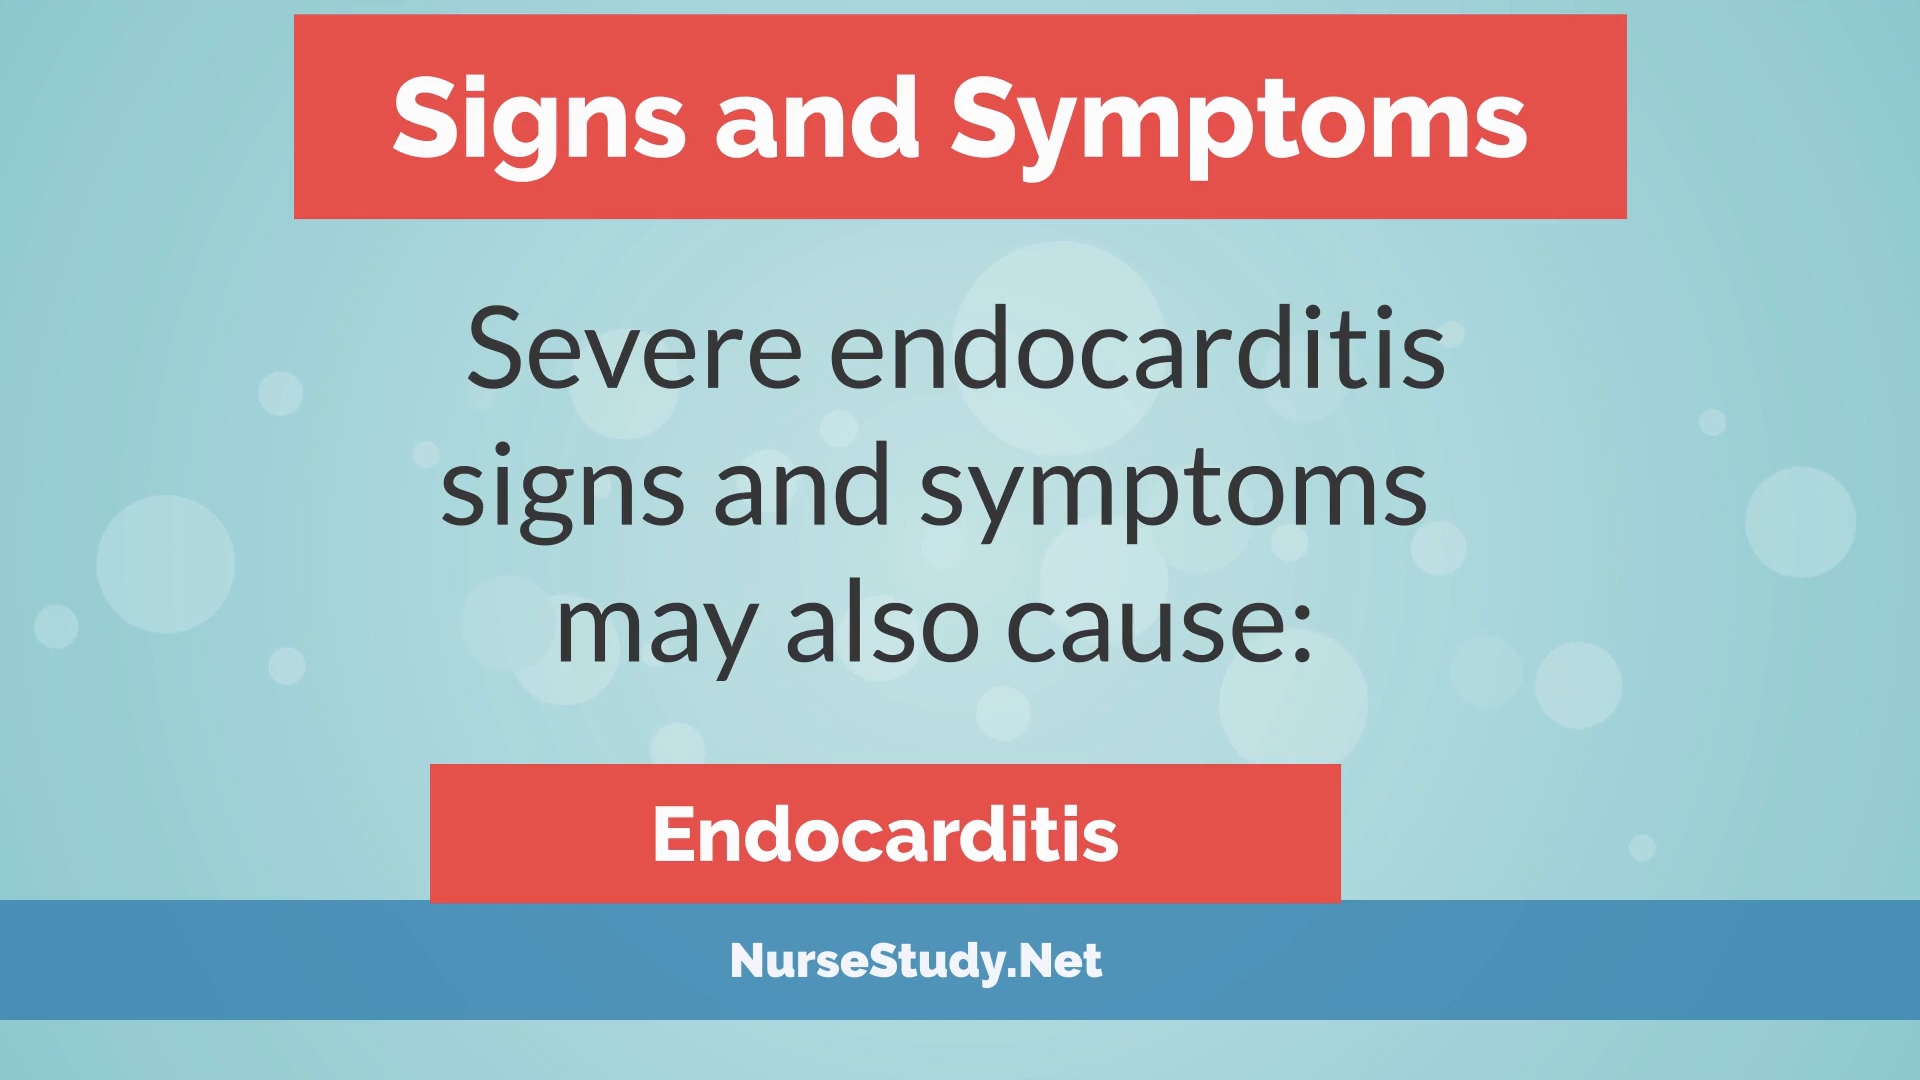 Signs and Symptoms
Severe endocarditis
signs and symptoms
may also cause:
Endocarditis
NurseStudy.Net